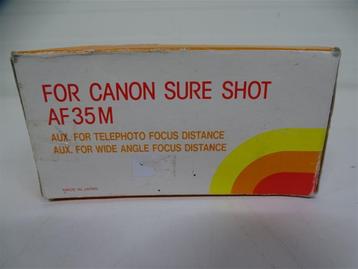 FOR CANON SURE SHOT
AF35M
AUX. FOR TELEPHOTO FOCUS DISTANCE
AUX. FOR WIDE ANGLE FOCUS DISTANCE
MADE IN JAPAN